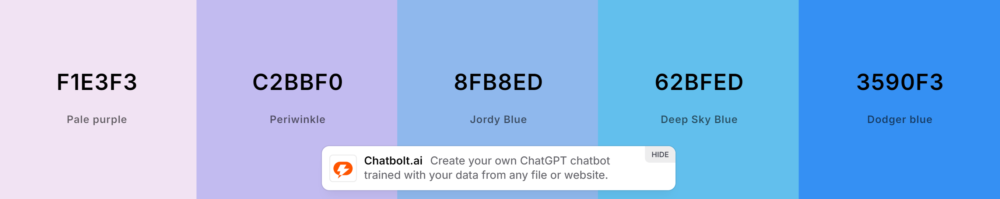 F1E3F3
Pale purple
C2BBF0
Periwinkle
8FB8ED
Jordy Blue
62BFED
Deep Sky Blue
3590F3
Dodger blue
Chatbolt.ai Create your own ChatGPT chatbot
trained with your data from any file or website.
HIDE